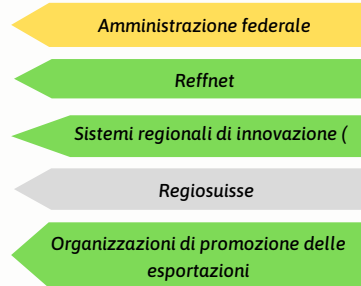 Amministrazione federale
Reffnet
Sistemi regionali di innovazione (
Regiosuisse
Organizzazioni di promozione delle
esportazioni